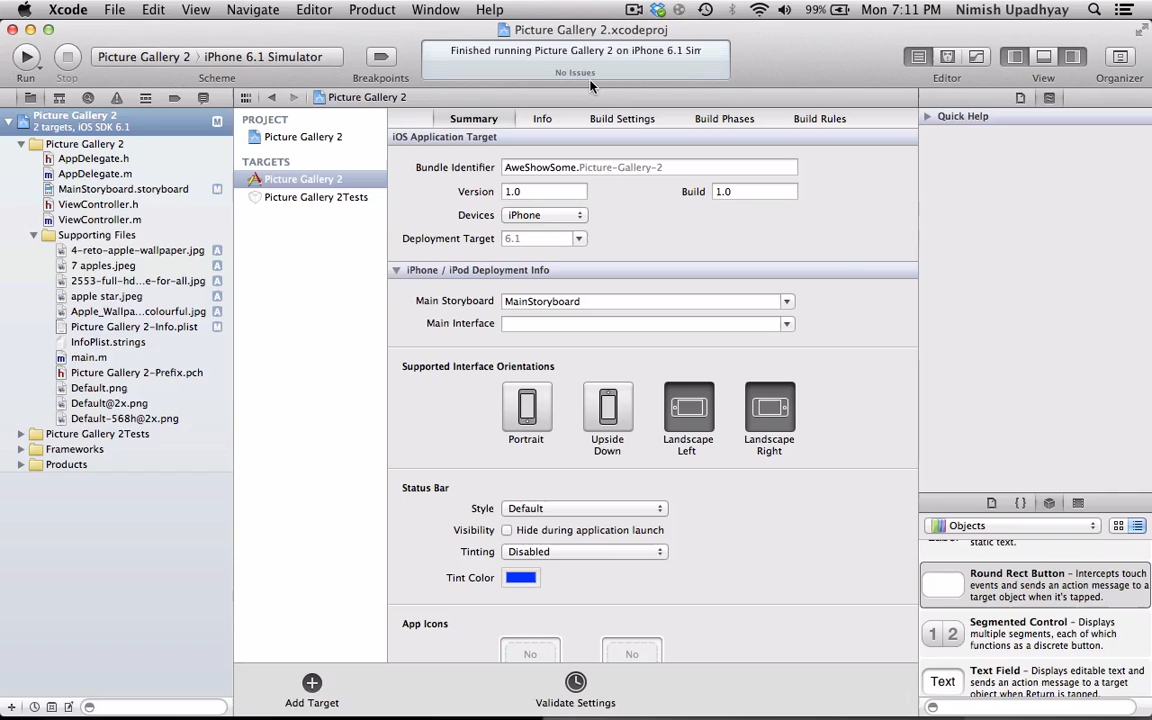 Xcode File Edit View Navigate Editor Product Window Help 99% Mon 7:11 PM Nimish Upadhyay
Picture Gallery 2.xcodeproj
Picture Gallery 2 〉 iPhone 6.1 Simulator
Finished running Picture Gallery 2 on iPhone 6.1 Sim
No Issues
Run Stop Scheme Breakpoints Editor View Organizer
Picture Gallery 2
Picture Gallery 2 M
2 targets, iOS SDK 6.1
Picture Gallery 2
h AppDelegate.h
m AppDelegate.m
MainStoryboard.storyboard M
h ViewController.h
m ViewController.m
Supporting Files
4-reto-apple-wallpaper.jpg A
7 apples.jpeg A
2553-full-hd...e-for-all.jpg A
apple star.jpeg A
Apple_Wallpa...colourful.jpg A
Picture Gallery 2-Info.plist M
InfoPlist.strings
m main.m
h Picture Gallery 2-Prefix.pch
Default.png
Default@2x.png
Default-568h@2x.png
Picture Gallery 2Tests
Frameworks
Products
PROJECT
Picture Gallery 2
TARGETS
Picture Gallery 2
Picture Gallery 2Tests
Summary Info Build Settings Build Phases Build Rules
iOS Application Target
Bundle Identifier AweShowSome.Picture-Gallery-2
Version 1.0 Build 1.0
Devices iPhone
Deployment Target 6.1
iPhone / iPod Deployment Info
Main Storyboard MainStoryboard
Main Interface
Supported Interface Orientations
Portrait
Upside
Down
Landscape
Left
Landscape
Right
Status Bar
Style Default
Visibility Hide during application launch
Tinting Disabled
Tint Color
App Icons
No No
Add Target Validate Settings
Quick Help
{ }
Objects
static text.
Round Rect Button – Intercepts touch
events and sends an action message to a
target object when it's tapped.
1 2
Segmented Control – Displays
multiple segments, each of which
functions as a discrete button.
Text
Text Field – Displays editable text and
sends an action message to a target
object when Return is tapped.